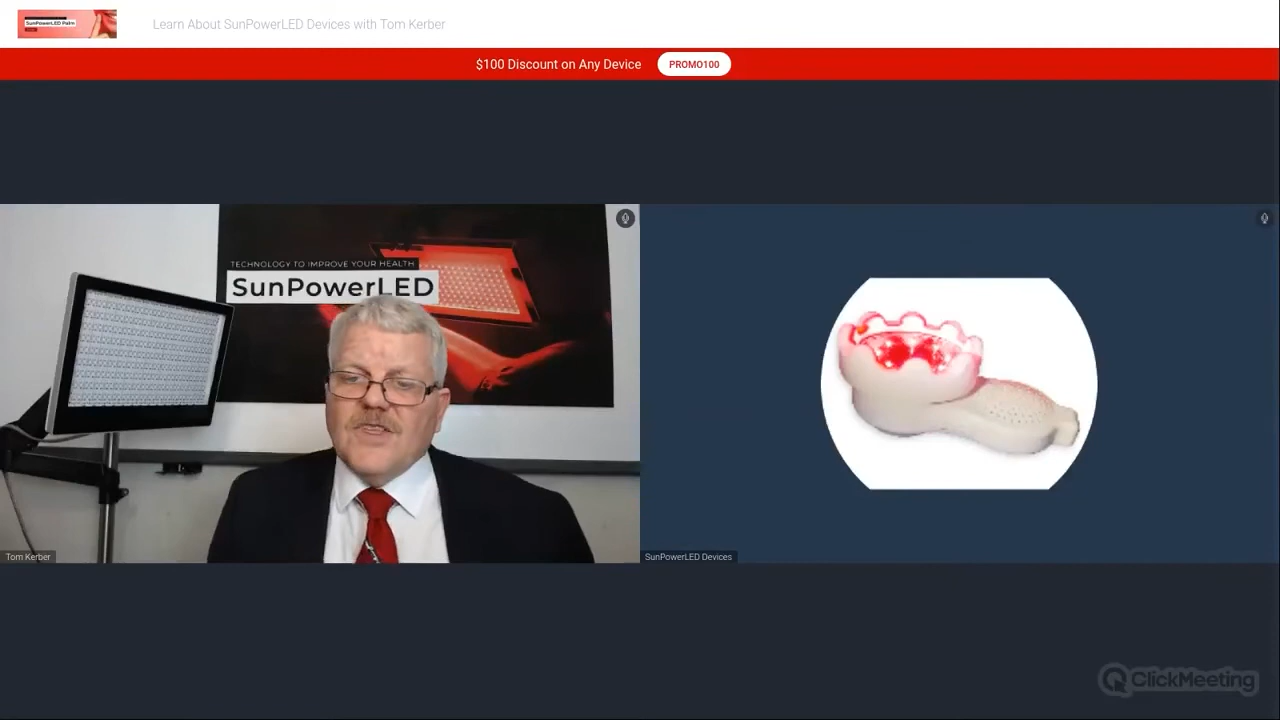 SunPowerLED Palm
Learn About SunPowerLED Devices with Tom Kerber
$100 Discount on Any Device
PROMO100
TECHNOLOGY TO IMPROVE YOUR HEALTH
SunPowerLED
Tom Kerber
SunPowerLED Devices
ClickMeeting